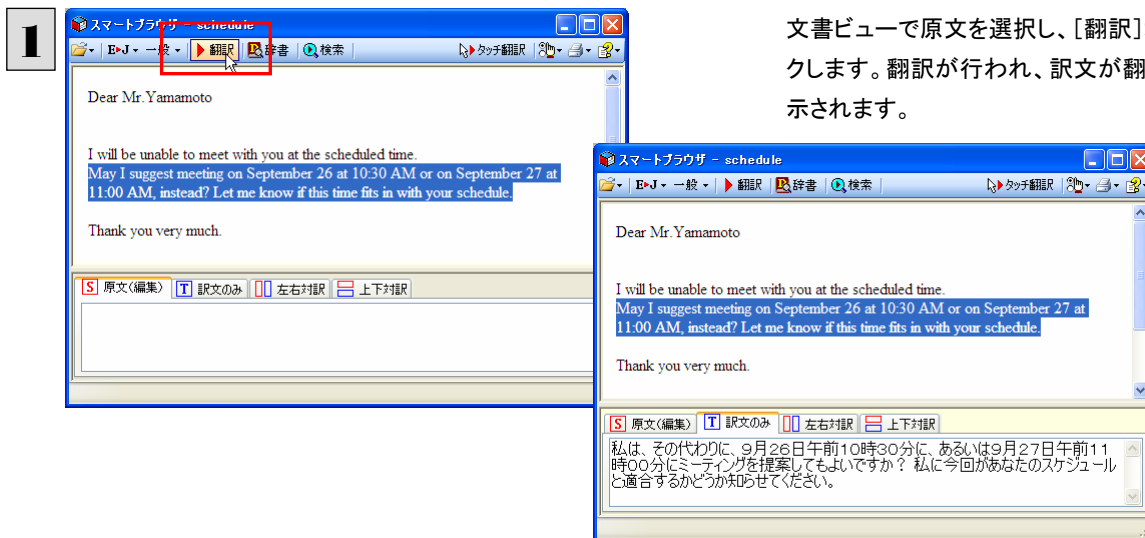 1
文書ビューで原文を選択し、[翻訳]
クします。翻訳が行われ、訳文が翻
示されます。
スマートブラウザ - schedule
E▶J 一般 翻訳 辞書 検索 タッチ翻訳
Dear Mr.Yamamoto
I will be unable to meet with you at the scheduled time.
May I suggest meeting on September 26 at 10:30 AM or on September 27 at
11:00 AM, instead? Let me know if this time fits in with your schedule.
Thank you very much.
S 原文(編集) T 訳文のみ 左右対訳 上下対訳
スマートブラウザ - schedule
E▶J 一般 翻訳 辞書 検索 タッチ翻訳
Dear Mr.Yamamoto
I will be unable to meet with you at the scheduled time.
May I suggest meeting on September 26 at 10:30 AM or on September 27 at
11:00 AM, instead? Let me know if this time fits in with your schedule.
Thank you very much.
S 原文(編集) T 訳文のみ 左右対訳 上下対訳
私は、その代わりに、9月26日午前10時30分に、あるいは9月27日午前11
時00分にミーティングを提案してもよいですか? 私に今回があなたのスケジュール
と適合するかどうか知らせてください。